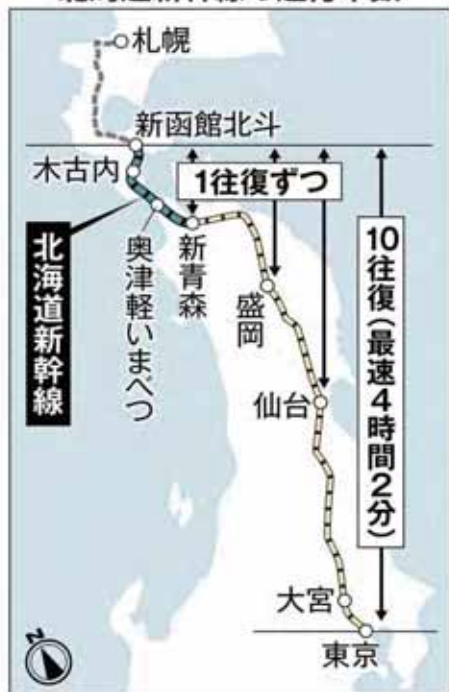 札幌
新函館北斗
木古内
1往復ずつ
北海道新幹線
奥津軽いまべつ
新青森
盛岡
仙台
10往復(最速4時間2分)
大宮
東京
N